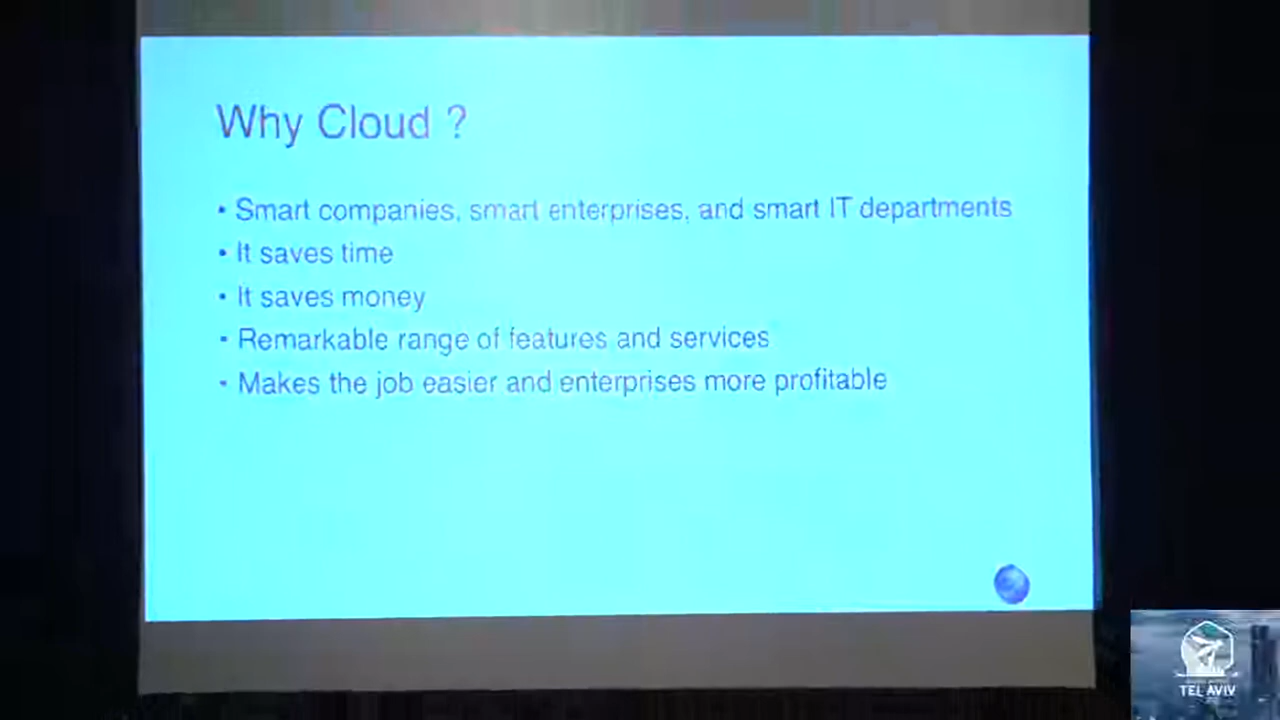 Why Cloud ?
• Smart companies, smart enterprises, and smart IT departments
• It saves time
• It saves money
• Remarkable range of features and services
• Makes the job easier and enterprises more profitable
TEL AVIV